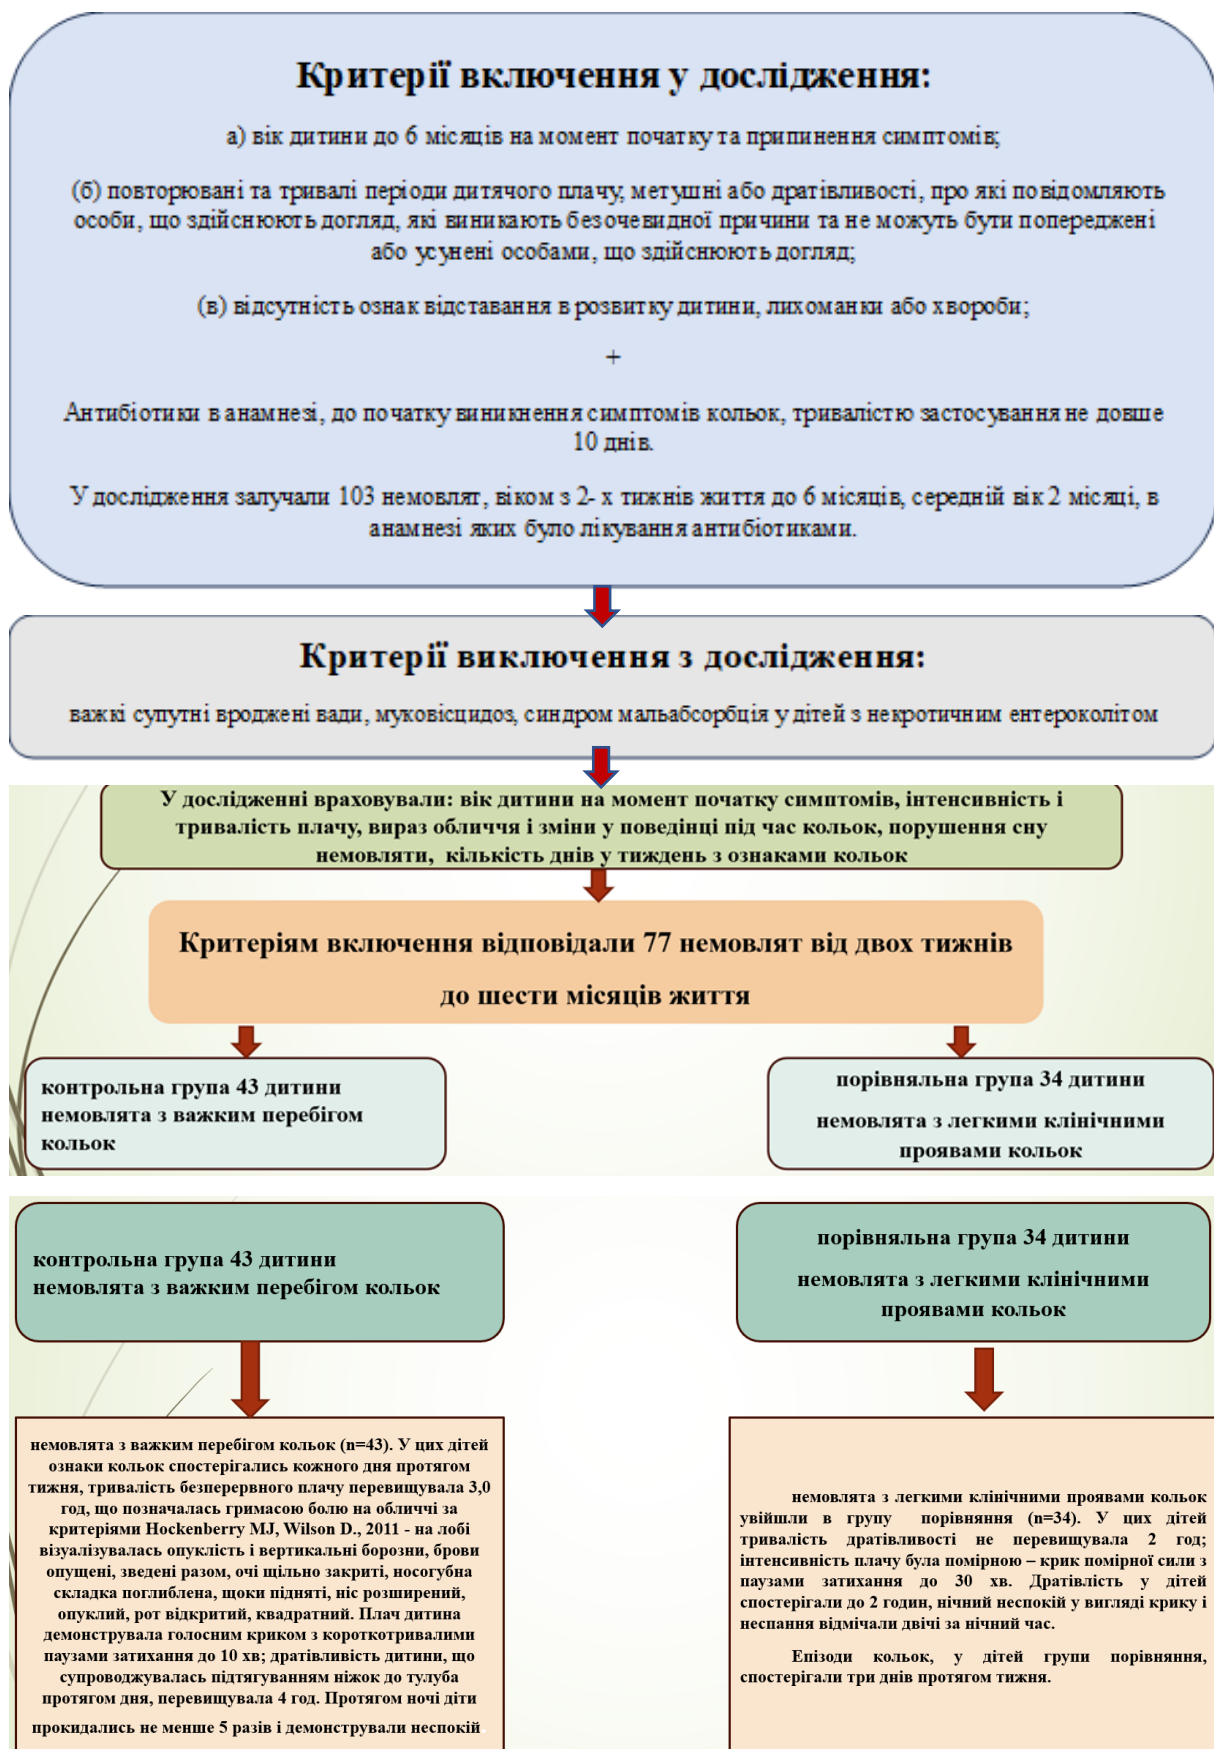 Критерії включення у дослідження:
а) вік дитини до 6 місяців на момент початку та припинення симптомів;
(б) повторювані та тривалі періоди дитячого плачу, метушні або дратівливості, про які повідомляють
особи, що здійснюють догляд, які виникають без очевидної причини та не можуть бути попереджені
або усунені особами, що здійснюють догляд;
(в) відсутність ознак відставання в розвитку дитини, лихоманки або хвороби;
+
Антибіотики в анамнезі, до початку виникнення симптомів кольок, тривалістю застосування не довше
10 днів.
У дослідження залучали 103 немовлят, віком з 2- х тижнів життя до 6 місяців, середній вік 2 місяці, в
анамнезі яких було лікування антибіотиками.
Критерії виключення з дослідження:
важкі супутні вроджені вади, муковісцидоз, синдром мальабсорбція у дітей з некротичним ентероколітом
У дослідженні враховували: вік дитини на момент початку симптомів, інтенсивність і
тривалість плачу, вираз обличчя і зміни у поведінці під час кольок, порушення сну
немовляти, кількість днів у тиждень з ознаками кольок
Критеріям включення відповідали 77 немовлят від двох тижнів
до шести місяців життя
контрольна група 43 дитини
немовлята з важким перебігом
кольок
порівняльна група 34 дитини
немовлята з легкими клінічними
проявами кольок
контрольна група 43 дитини
немовлята з важким перебігом кольок
порівняльна група 34 дитини
немовлята з легкими клінічними
проявами кольок
немовлята з важким перебігом кольок (n=43). У цих дітей
ознаки кольок спостерігались кожного дня протягом
тижня, тривалість безперервного плачу перевищувала 3,0
год, що позначалась гримасою болю на обличчі за
критеріями Hockenberry MJ, Wilson D., 2011 - на лобі
візуалізувалась опуклість і вертикальні борозни, брови
опущені, зведені разом, очі щільно закриті, носогубна
складка поглиблена, щоки підняті, ніс розширений,
опуклий, рот відкритий, квадратний. Плач дитина
демонструвала голосним криком з короткотривалими
паузами затихання до 10 хв; дратівливість дитини, що
супроводжувалась підтягуванням ніжок до тулуба
протягом дня, перевищувала 4 год. Протягом ночі діти
прокидались не менше 5 разів і демонстрували неспокій.
немовлята з легкими клінічними проявами кольок
увійшли в групу порівняння (n=34). У цих дітей
тривалість дратівливості не перевищувала 2 год;
інтенсивність плачу була помірною – крик помірної сили з
паузами затихання до 30 хв. Дратівлість у дітей
спостерігали до 2 годин, нічний неспокій у вигляді крику і
неспання відмічали двічі за нічний час.
Епізоди кольок, у дітей групи порівняння,
спостерігали три днів протягом тижня.